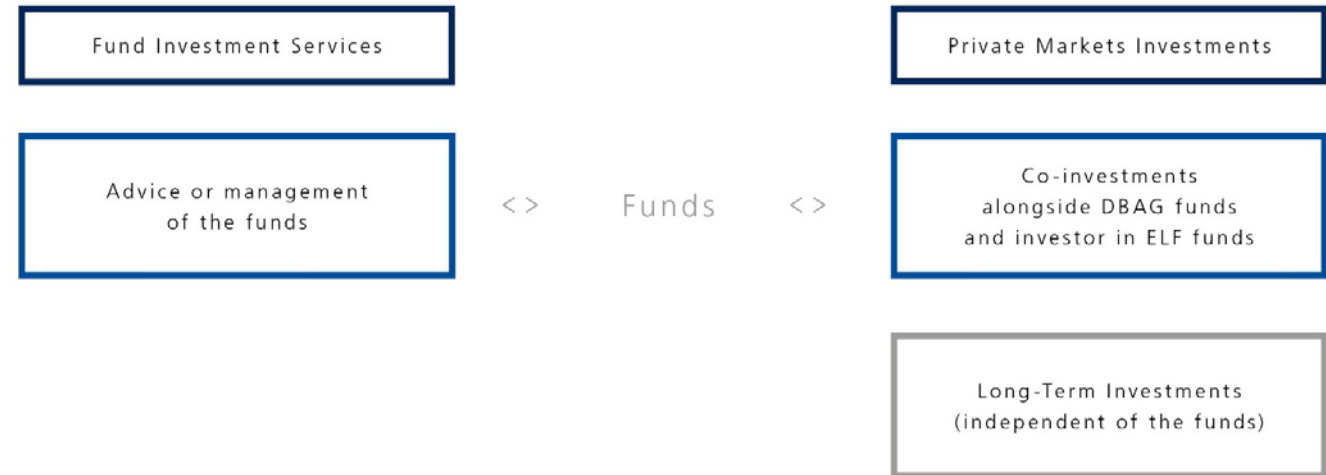 Fund Investment Services
Private Markets Investments
Advice or management
of the funds
<> Funds <>
Co-investments
alongside DBAG funds
and investor in ELF funds
Long-Term Investments
(independent of the funds)